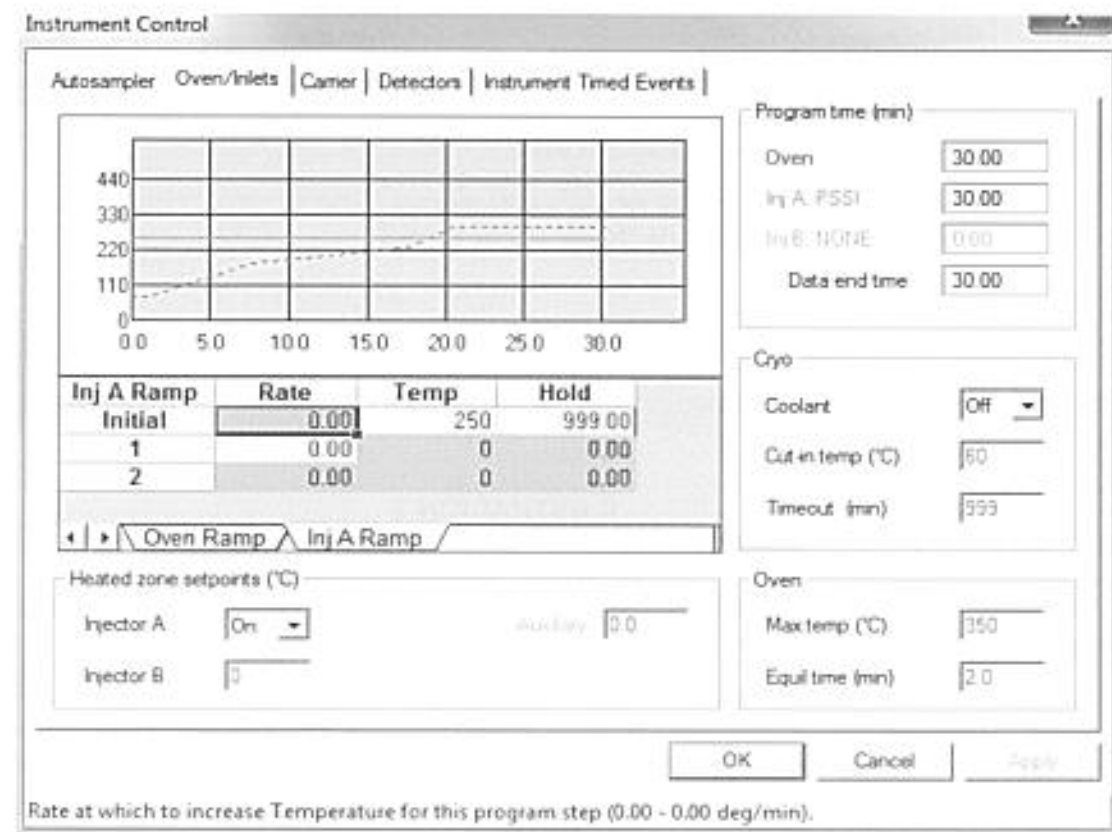 Instrument Control
Autosampler Oven/Inlets Carrier Detectors Instrument Timed Events
440
330
220
110
0
0.0 5.0 10.0 15.0 20.0 25.0 30.0
Inj A Ramp Rate Temp Hold
Initial 0.00 250 999.00
1 0.00 0 0.00
2 0.00 0 0.00
Oven Ramp Inj A Ramp
Heated zone setpoints (°C)
Injector A On Auxiliary 0.0
Injector B 0
Program time (min)
Oven 30.00
Inj A: PSSI 30.00
Inj B: NONE 0.00
Data end time 30.00
Cryo
Coolant Off
Cut-in temp (°C) 60
Timeout (min) 999
Oven
Max temp (°C) 350
Equil time (min) 2.0
OK Cancel Apply
Rate at which to increase Temperature for this program step (0.00 - 0.00 deg/min).